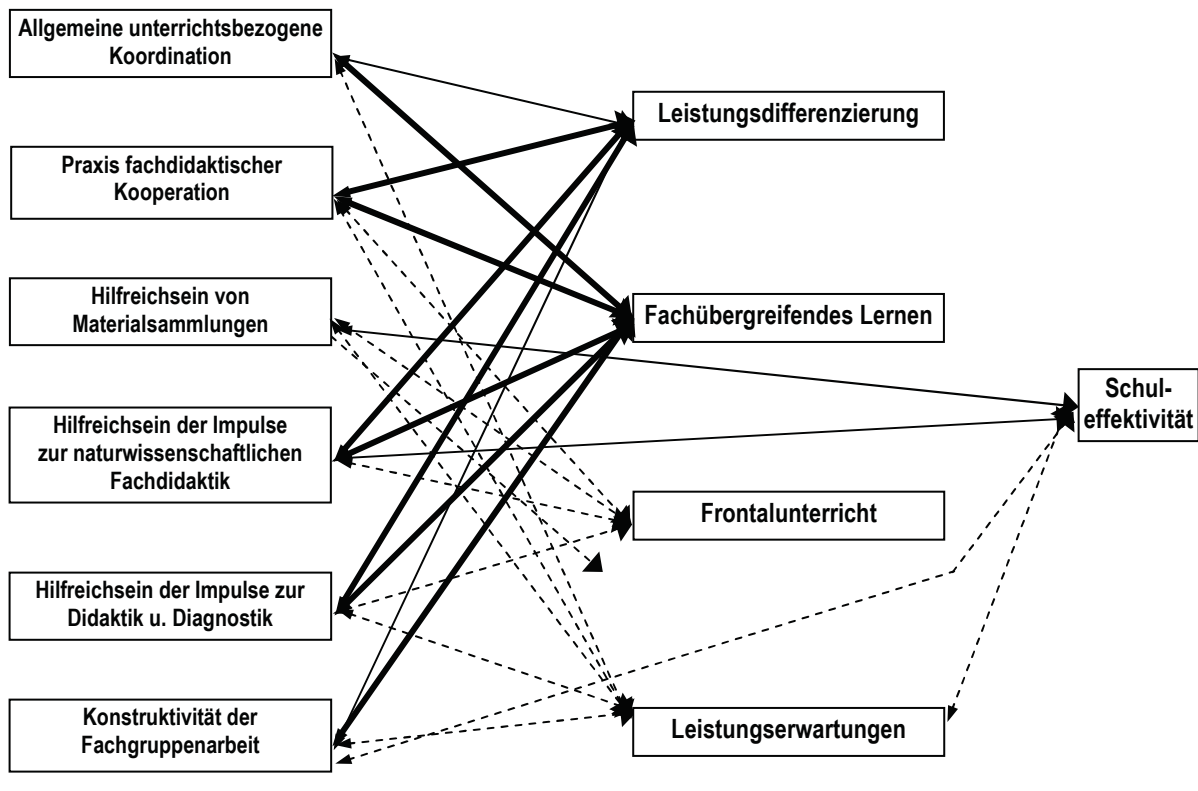 Allgemeine unterrichtsbezogene
Koordination
Praxis fachdidaktischer
Kooperation
Hilfreichsein von
Materialsammlungen
Hilfreichsein der Impulse
zur naturwissenschaftlichen
Fachdidaktik
Hilfreichsein der Impulse zur
Didaktik u. Diagnostik
Konstruktivität der
Fachgruppenarbeit
Leistungsdifferenzierung
Fachübergreifendes Lernen
Frontalunterricht
Leistungserwartungen
Schul-
effektivität